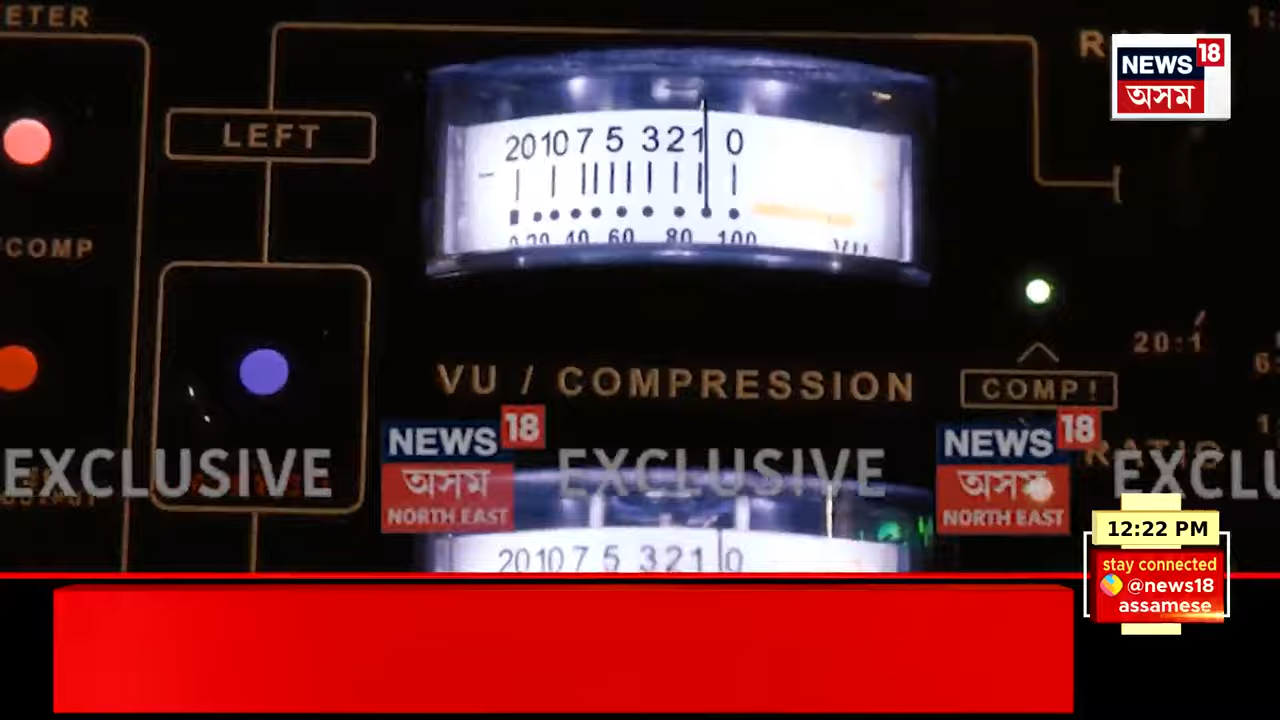 ETER
LEFT
COMP
20 10 7 5 3 2 1 0
40 60 80 100
VU
VU / COMPRESSION
20:1
COMP!
RATIO
NEWS 18
অসম
EXCLUSIVE
NEWS 18
অসম
NORTH EAST
EXCLUSIVE
NEWS 18
অসম
NORTH EAST
EXCLU
20 10 7 5 3 2 1 0
12:22 PM
stay connected
@news18
assamese